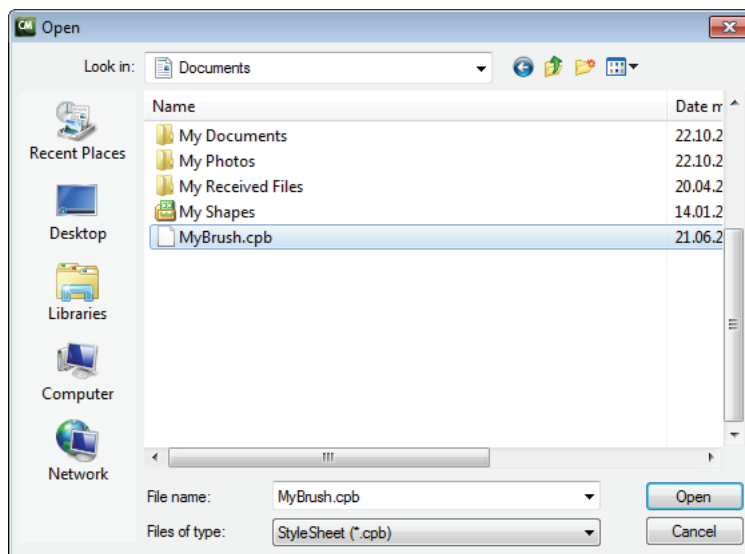 CM Open
Look in: Documents
Name Date m
My Documents 22.10.2
My Photos 22.10.2
My Received Files 20.04.2
My Shapes 14.01.2
MyBrush.cpb 21.06.2
Recent Places
Desktop
Libraries
Computer
Network
File name: MyBrush.cpb Open
Files of type: StyleSheet (*.cpb) Cancel